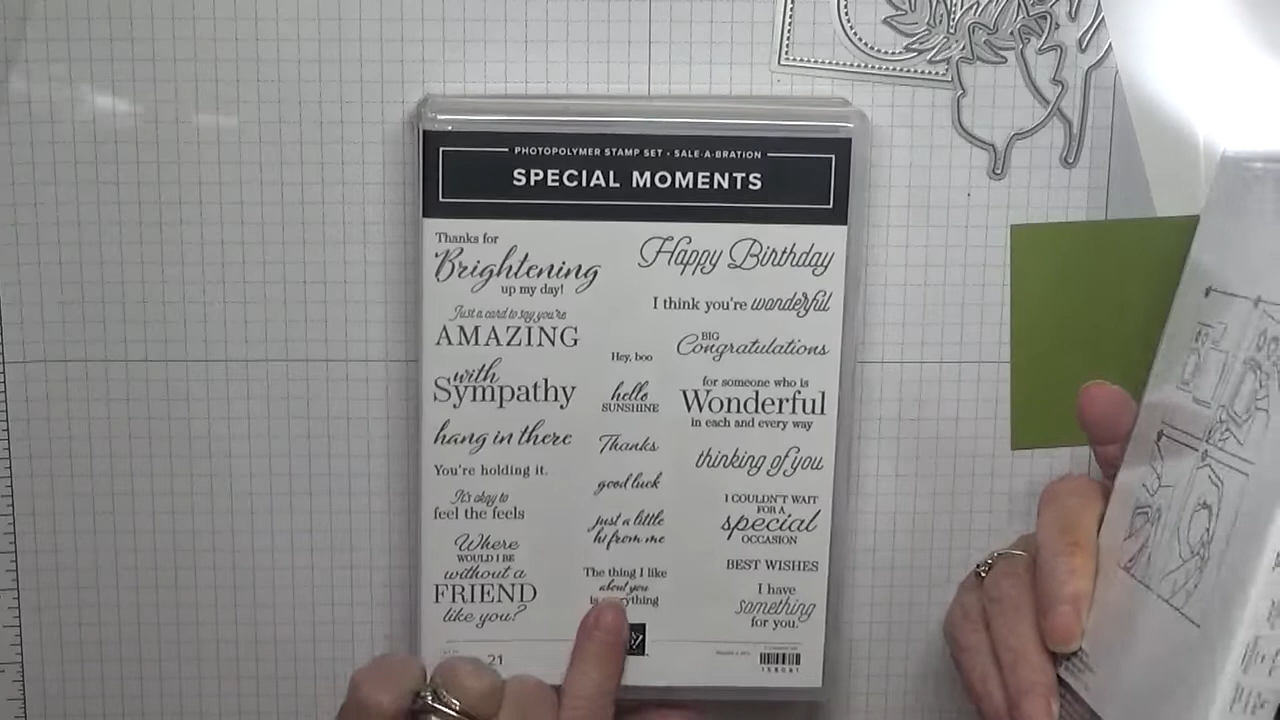 PHOTOPOLYMER STAMP SET • SALE-A-BRATION
SPECIAL MOMENTS
Thanks for
Brightening
up my day!
Just a card to say you're
AMAZING
with
Sympathy
hang in there
You're holding it.
It's okay to
feel the feels
Where
WOULD I BE
without a
FRIEND
like you?
Hey, boo
hello
SUNSHINE
Thanks
good luck
just a little
hi from me
The thing I like
about you
is
Happy Birthday
I think you're wonderful
BIG
Congratulations
for someone who is
Wonderful
in each and every way
thinking of you
I COULDN'T WAIT
FOR A
special
OCCASION
BEST WISHES
I have
something
for you.
21